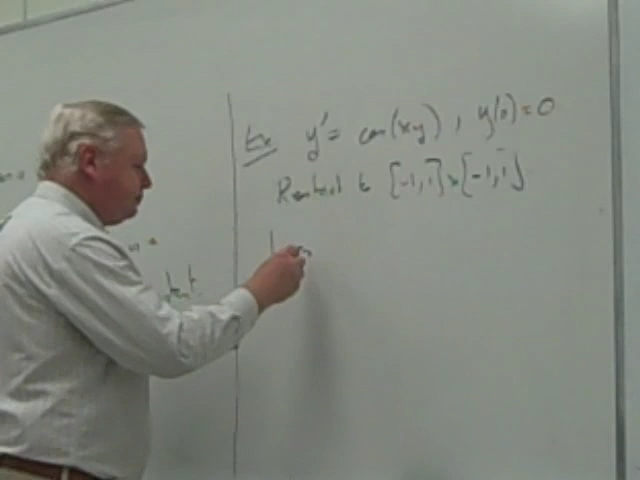 Ex y' = cos(xy), y(0) = 0
Restrict to [-1,1]x[-1,1]